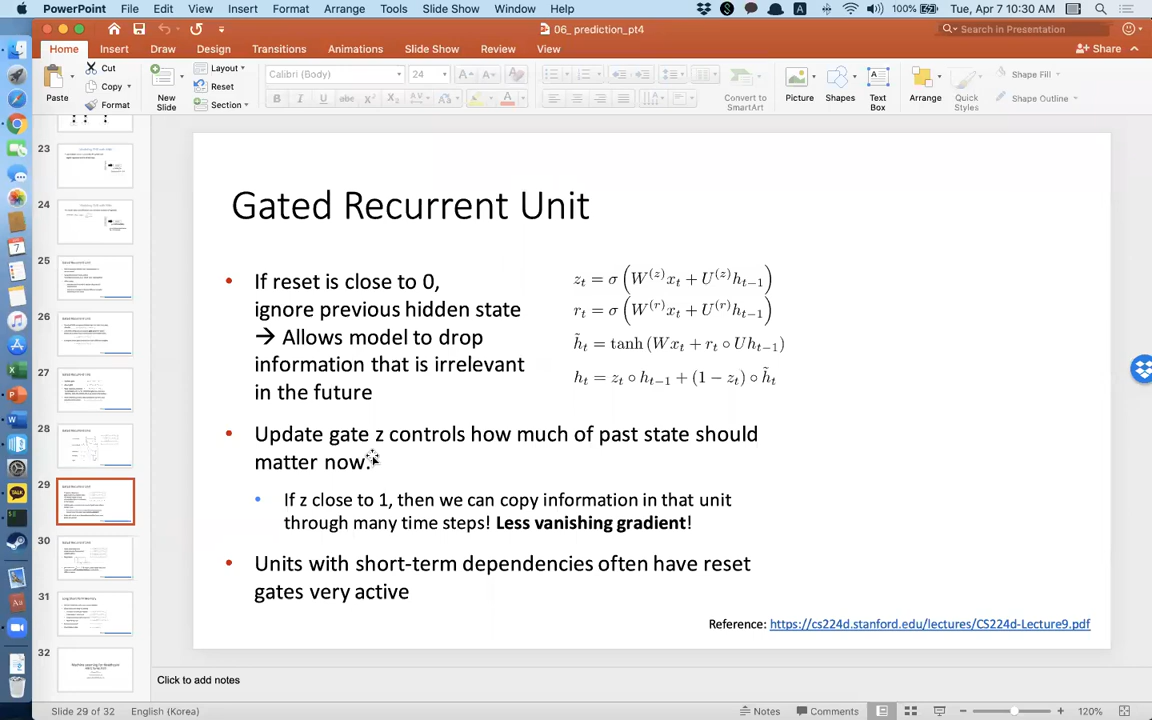 PowerPoint File Edit View Insert Format Arrange Tools Slide Show Window Help A 100% Tue, Apr 7 10:30 AM
06_ prediction_pt4
Search in Presentation
Home Insert Draw Design Transitions Animations Slide Show Review View
Share
Paste
Cut
Copy
Format
New
Slide
Layout
Reset
Section
Calibri (Body) 24
B I U abc X² X₂ AV Aa
Convert to
SmartArt
Picture
Shapes
Text
Box
Arrange
Quick
Styles
Shape Fill
Shape Outline
23
24
25
26
27
28
29
30
31
32
Gated Recurrent Unit
• If reset is close to 0,
ignore previous hidden state
→ Allows model to drop
information that is irrelevant
in the future
z_t = σ(W^(z)x_t + U^(z)h_{t−1})
r_t = σ(W^(r)x_t + U^(r)h_{t−1})
h̃_t = tanh (Wx_t + r_t ∘ Uh_{t−1})
h_t = z_t ∘ h_{t−1} + (1 − z_t) ∘ h̃_t
• Update gate z controls how much of past state should
matter now.
• If z close to 1, then we can copy information in that unit
through many time steps! Less vanishing gradient!
• Units with short-term dependencies often have reset
gates very active
Reference: https://cs224d.stanford.edu/lectures/CS224d-Lecture9.pdf
Click to add notes
Slide 29 of 32 English (Korea) Notes Comments 120%